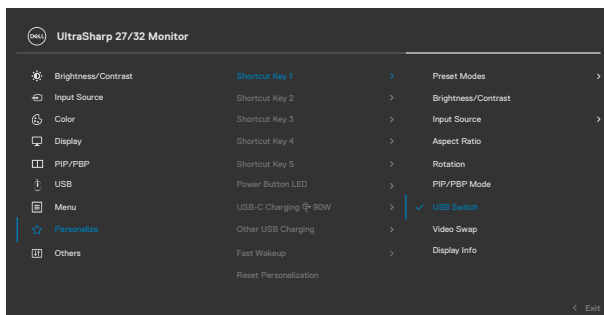 DELL UltraSharp 27/32 Monitor
Brightness/Contrast
Input Source
Color
Display
PIP/PBP
USB
Menu
Personalize
Others
Shortcut Key 1
Shortcut Key 2
Shortcut Key 3
Shortcut Key 4
Shortcut Key 5
Power Button LED
USB-C Charging 90W
Other USB Charging
Fast Wakeup
Reset Personalization
Preset Modes
Brightness/Contrast
Input Source
Aspect Ratio
Rotation
PIP/PBP Mode
USB Switch
Video Swap
Display Info
Exit